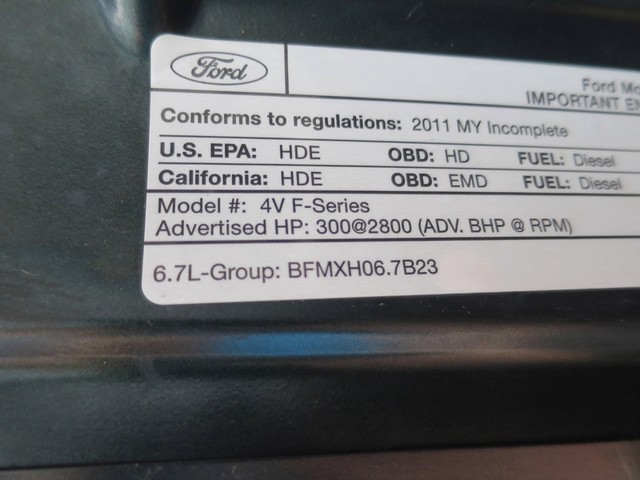 Ford
Ford Mo
IMPORTANT EN
Conforms to regulations: 2011 MY Incomplete
U.S. EPA: HDE OBD: HD FUEL: Diesel
California: HDE OBD: EMD FUEL: Diesel
Model #: 4V F-Series
Advertised HP: 300@2800 (ADV. BHP @ RPM)
6.7L-Group: BFMXH06.7B23